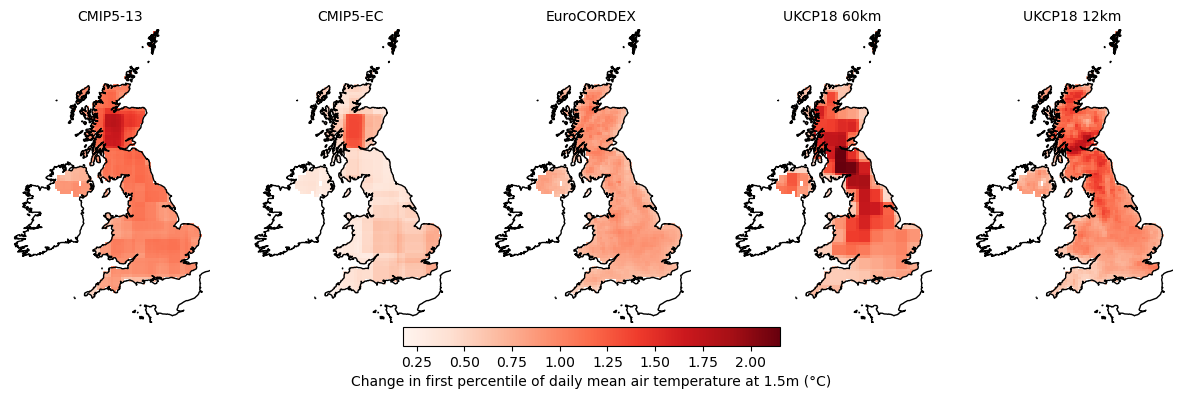 CMIP5-13
CMIP5-EC
EuroCORDEX
UKCP18 60km
UKCP18 12km
0.25 0.50 0.75 1.00 1.25 1.50 1.75 2.00
Change in first percentile of daily mean air temperature at 1.5m (°C)